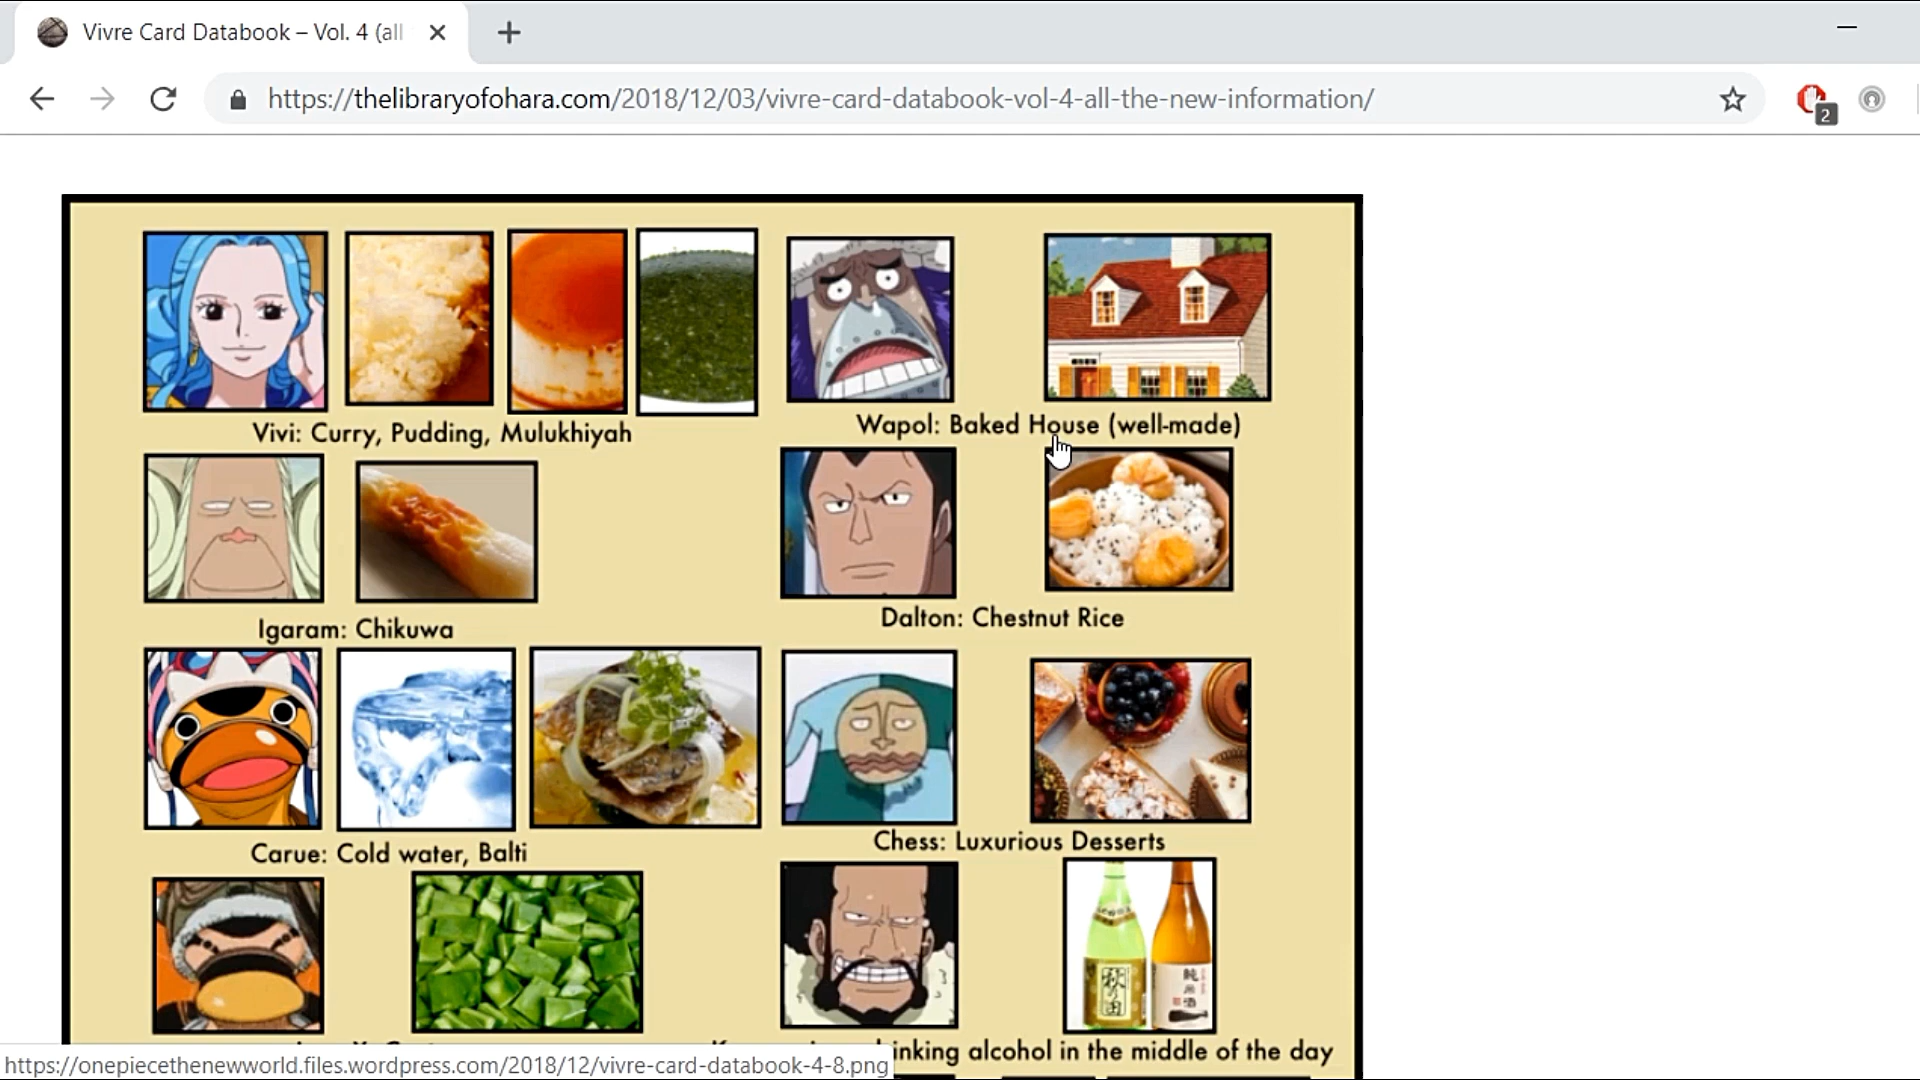 Vivre Card Databook – Vol. 4 (all
https://thelibraryofohara.com/2018/12/03/vivre-card-databook-vol-4-all-the-new-information/
2
Vivi: Curry, Pudding, Mulukhiyah
Wapol: Baked House (well-made)
Igaram: Chikuwa
Dalton: Chestnut Rice
Carue: Cold water, Balti
Chess: Luxurious Desserts
inking alcohol in the middle of the day
https://onepiecethenewworld.files.wordpress.com/2018/12/vivre-card-databook-4-8.png